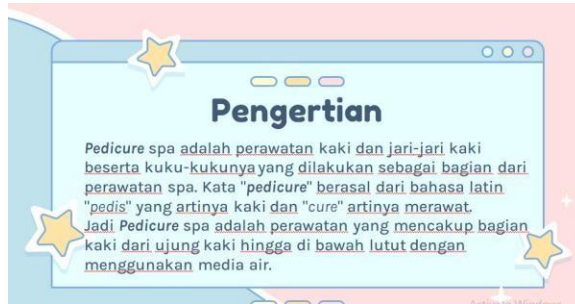 Pengertian
Pedicure spa adalah perawatan kaki dan jari-jari kaki
beserta kuku-kukunya yang dilakukan sebagai bagian dari
perawatan spa. Kata "pedicure" berasal dari bahasa latin
"pedis" yang artinya kaki dan "cure" artinya merawat.
Jadi Pedicure spa adalah perawatan yang mencakup bagian
kaki dari ujung kaki hingga di bawah lutut dengan
menggunakan media air.
Activate Windows